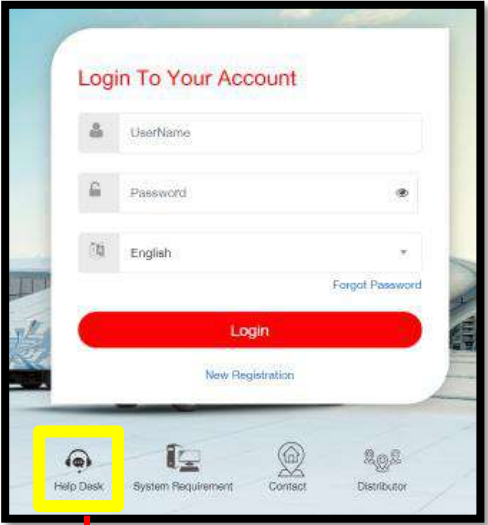 Login To Your Account
UserName
Password
English
Forgot Password
Login
New Registration
Help Desk System Requirement Contact Distributor